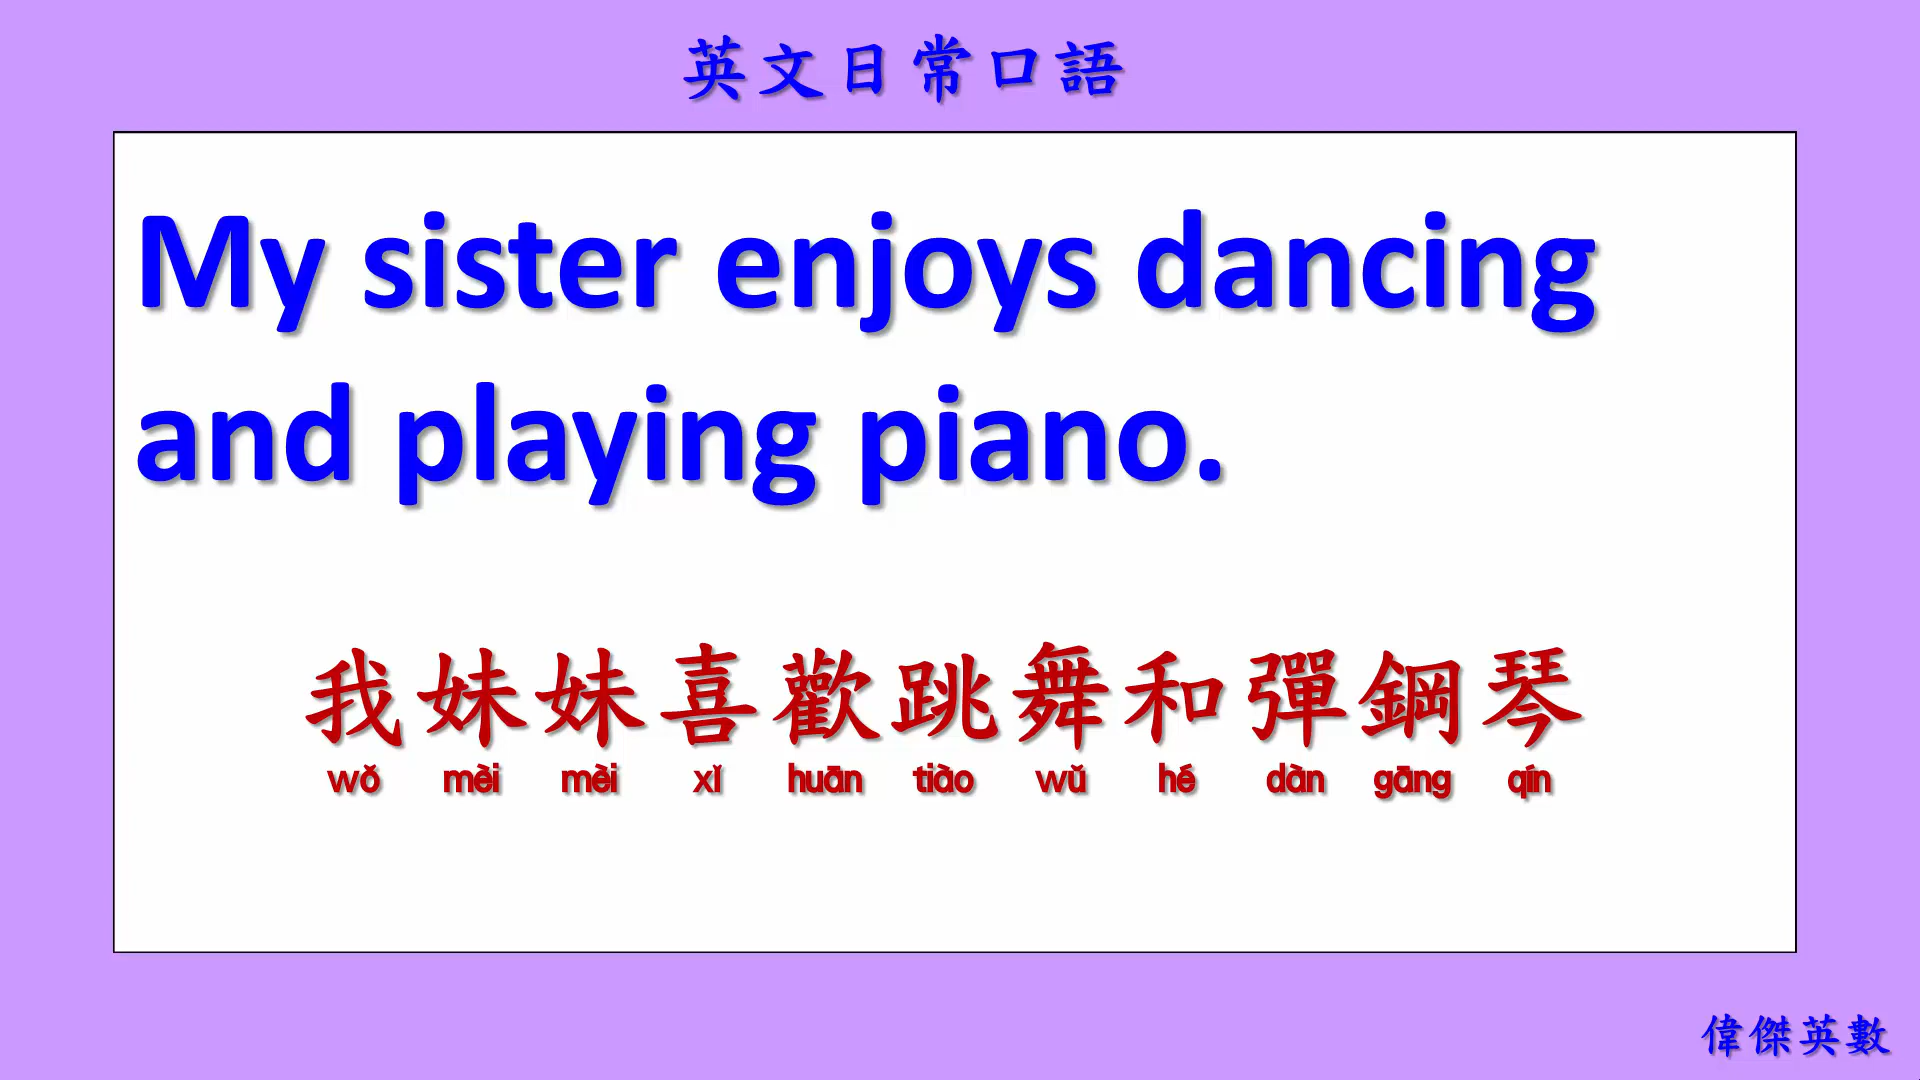 英文日常口語
My sister enjoys dancing
and playing piano.
我妹妹喜歡跳舞和彈鋼琴
wǒ mèi mèi xǐ huān tiào wǔ hé dàn gāng qín
偉傑英數